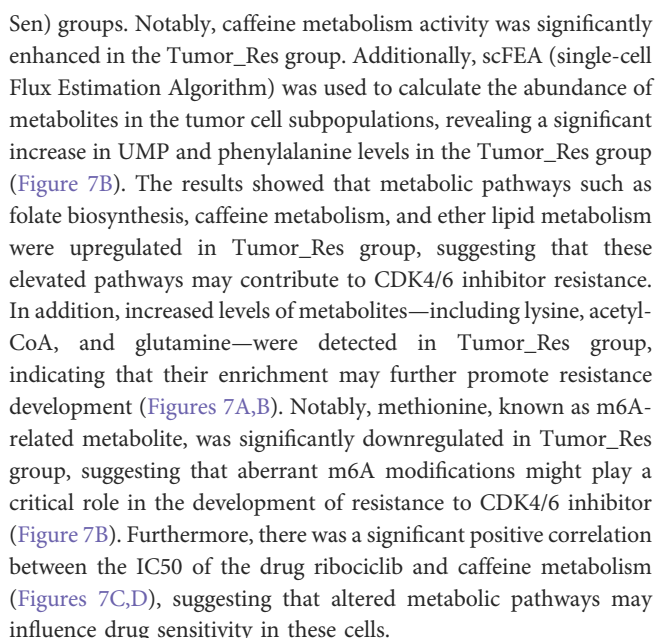 Sen) groups. Notably, caffeine metabolism activity was significantly
enhanced in the Tumor_Res group. Additionally, scFEA (single-cell
Flux Estimation Algorithm) was used to calculate the abundance of
metabolites in the tumor cell subpopulations, revealing a significant
increase in UMP and phenylalanine levels in the Tumor_Res group
(Figure 7B). The results showed that metabolic pathways such as
folate biosynthesis, caffeine metabolism, and ether lipid metabolism
were upregulated in Tumor_Res group, suggesting that these
elevated pathways may contribute to CDK4/6 inhibitor resistance.
In addition, increased levels of metabolites—including lysine, acetyl-
CoA, and glutamine—were detected in Tumor_Res group,
indicating that their enrichment may further promote resistance
development (Figures 7A,B). Notably, methionine, known as m6A-
related metabolite, was significantly downregulated in Tumor_Res
group, suggesting that aberrant m6A modifications might play a
critical role in the development of resistance to CDK4/6 inhibitor
(Figure 7B). Furthermore, there was a significant positive correlation
between the IC50 of the drug ribociclib and caffeine metabolism
(Figures 7C,D), suggesting that altered metabolic pathways may
influence drug sensitivity in these cells.